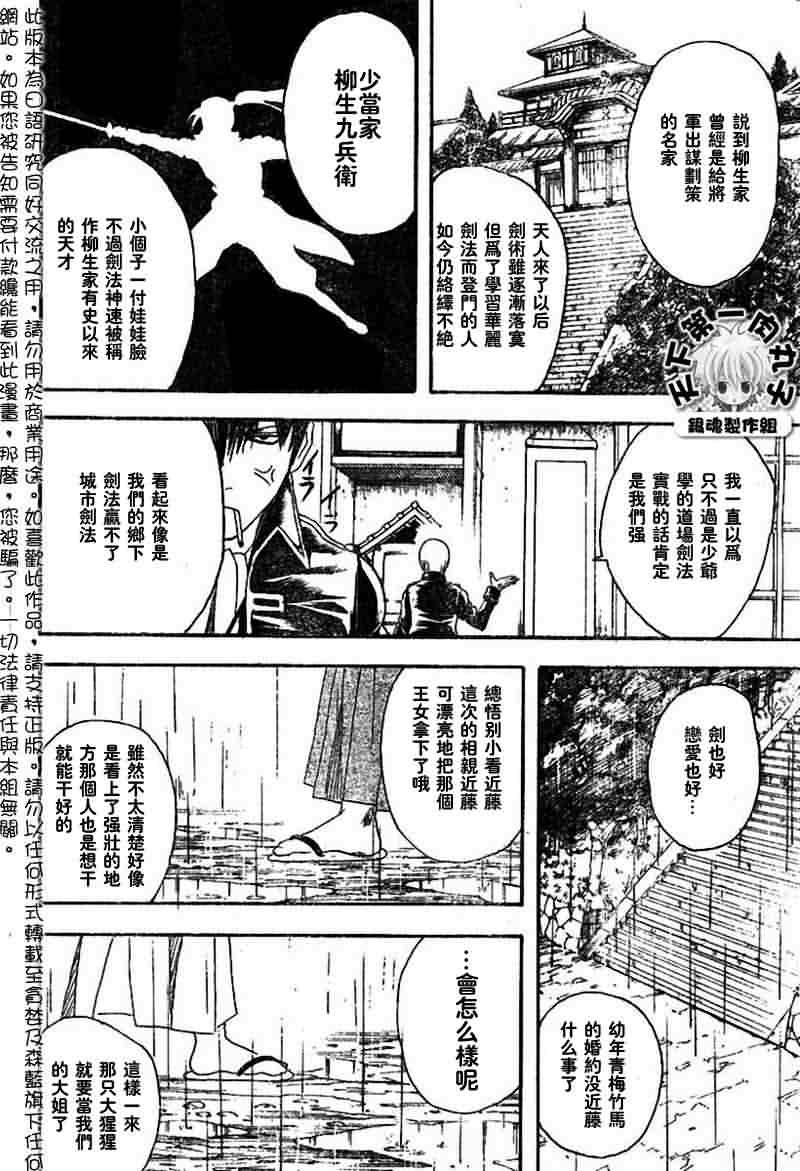 說到柳生家
曾經是給將
軍出謀劃策
的名家
天人來了以后
劍術雖逐漸落寞
但爲了學習華麗
劍法而登門的人
如今仍絡繹不絶
少當家
柳生九兵衛
小個子一付娃娃臉
不過劍法神速被稱
作柳生家有史以來
的天才
天下第一肉丸子
銀魂製作組
我一直以爲
只不過是少爺
學的道場劍法
實戰的話肯定
是我們强
看起來像是
我們的鄉下
劍法贏不了
城市劍法
劍也好
戀愛也好…
幼年青梅竹馬
的婚約没近藤
什么事了
總悟别小看近藤
這次的相親近藤
可漂亮地把那個
王女拿下了哦
雖然不太清楚好像
是看上了强壯的地
方那個人也是想干
就能干好的
…會怎么樣呢
這樣一來
那只大猩猩
就要當我們
的大姐了
此版本為日語研究同好交流之用，請勿用於商業用途。如喜歡此作品，請支持正版。請勿以任何形式轉載至貪婪及森藍旗下任何
網站。如果您被告知需要付款纔能看到此漫畫，那麼，您被騙了。一切法律責任與本組無關。